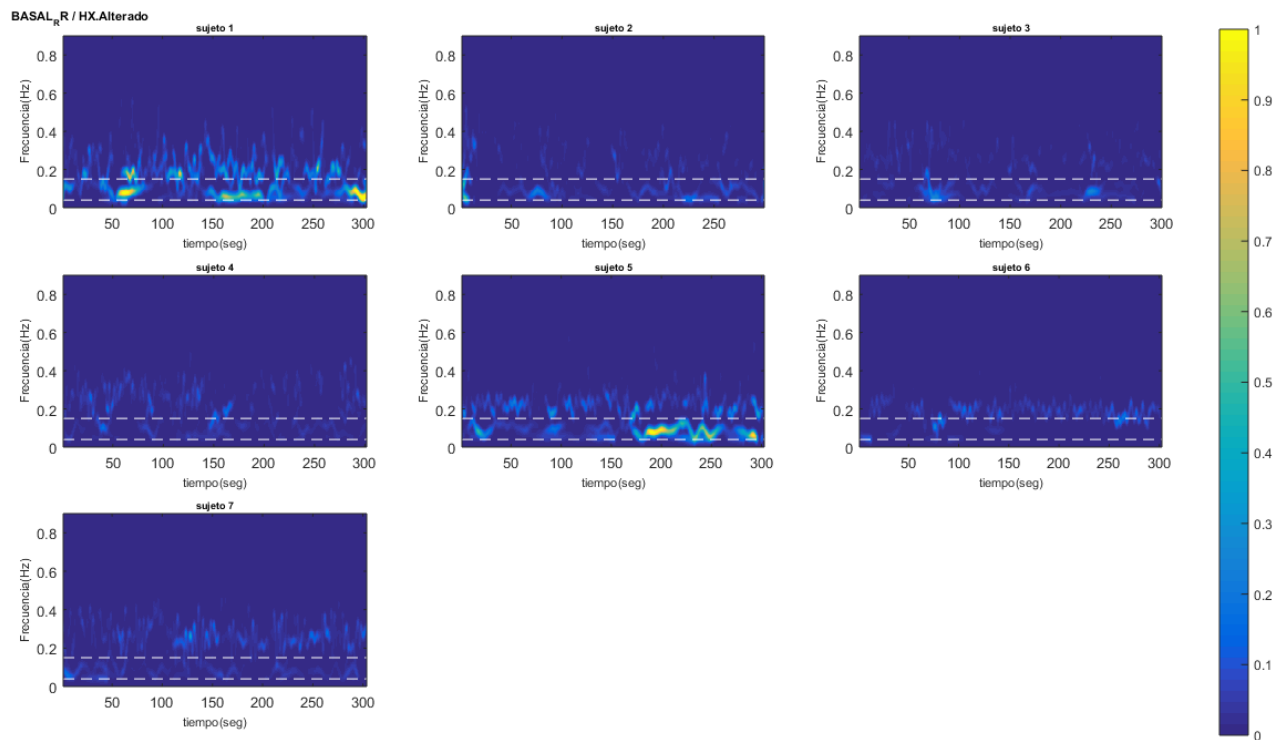 BASAL_RR / HX.Alterado
sujeto 1
Frecuencia(Hz)
0.8
0.6
0.4
0.2
0
50 100 150 200 250 300
tiempo(seg)
sujeto 2
Frecuencia(Hz)
0.8
0.6
0.4
0.2
0
50 100 150 200 250
tiempo(seg)
sujeto 3
Frecuencia(Hz)
0.8
0.6
0.4
0.2
0
50 100 150 200 250 300
tiempo(seg)
sujeto 4
Frecuencia(Hz)
0.8
0.6
0.4
0.2
0
50 100 150 200 250 300
tiempo(seg)
sujeto 5
Frecuencia(Hz)
0.8
0.6
0.4
0.2
0
50 100 150 200 250 300
tiempo(seg)
sujeto 6
Frecuencia(Hz)
0.8
0.6
0.4
0.2
0
50 100 150 200 250 300
tiempo(seg)
sujeto 7
Frecuencia(Hz)
0.8
0.6
0.4
0.2
0
50 100 150 200 250 300
tiempo(seg)
1
0.9
0.8
0.7
0.6
0.5
0.4
0.3
0.2
0.1
0